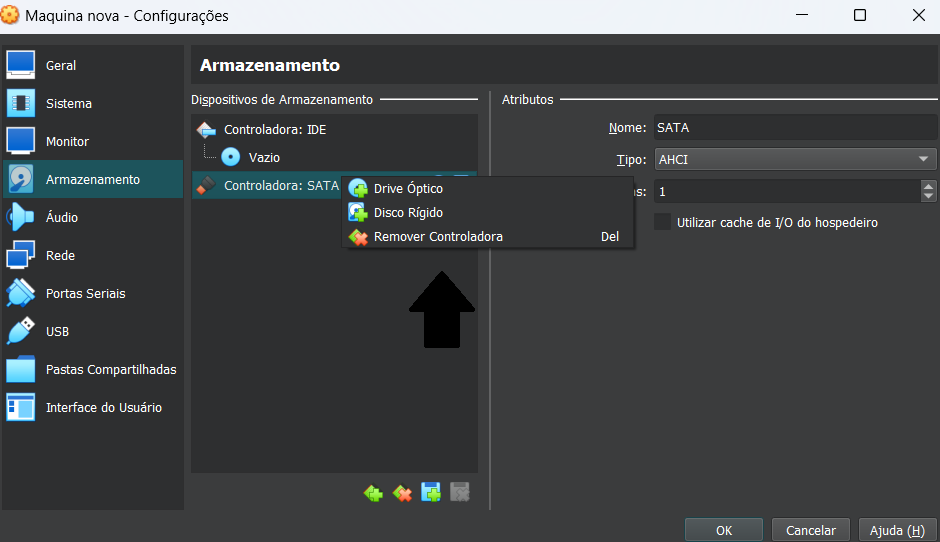 Maquina nova - Configurações
Geral
Sistema
Monitor
Armazenamento
Áudio
Rede
Portas Seriais
USB
Pastas Compartilhadas
Interface do Usuário
Armazenamento
Dispositivos de Armazenamento
Controladora: IDE
Vazio
Controladora: SATA
Drive Óptico
Disco Rígido
Remover Controladora Del
Atributos
Nome: SATA
Tipo: AHCI
1
Utilizar cache de I/O do hospedeiro
OK
Cancelar
Ajuda (H)